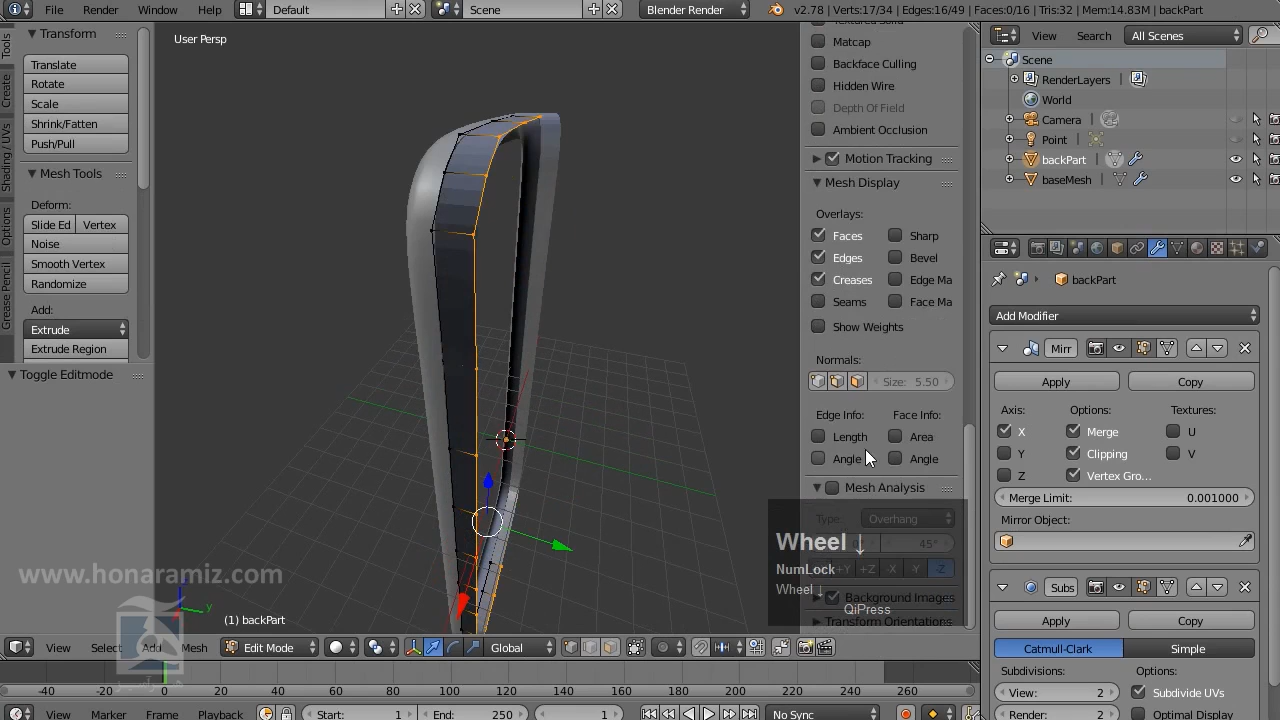 File Render Window Help Default Scene Blender Render v2.78 | Verts:17/34 | Edges:16/49 | Faces:0/16 | Tris:32 | Mem:14.83M | backPart
Tools
Create
Shading / UVs
Options
Grease Pencil
Transform
Translate
Rotate
Scale
Shrink/Fatten
Push/Pull
Mesh Tools
Deform:
Slide Ed Vertex
Noise
Smooth Vertex
Randomize
Add:
Extrude
Extrude Region
Toggle Editmode
User Persp
(1) backPart
y
www.honaramiz.com
Textured Solid
Matcap
Backface Culling
Hidden Wire
Depth Of Field
Ambient Occlusion
Motion Tracking
Mesh Display
Overlays:
Faces Sharp
Edges Bevel
Creases Edge Ma
Seams Face Ma
Show Weights
Normals:
Size: 5.50
Edge Info: Face Info:
Length Area
Angle Angle
Mesh Analysis
Type: Overhang
45°
+Y +Z -X -Y -Z
Background Images
Transform Orientations
Wheel ↓
NumLock
Wheel ↓
QiPress
View Search All Scenes
Scene
RenderLayers
World
Camera
Point
backPart
baseMesh
backPart
Add Modifier
Mirr
Apply Copy
Axis: Options: Textures:
X Merge U
Y Clipping V
Z Vertex Gro...
Merge Limit: 0.001000
Mirror Object:
Subs
Apply Copy
Catmull-Clark Simple
Subdivisions: Options:
View: 2 Subdivide UVs
Render: 2 Optimal Display
View Select Add Mesh Edit Mode Global
-40 -20 0 20 40 60 80 100 120 140 160 180 200 220 240 260
View Marker Frame Playback Start: 1 End: 250 1 No Sync